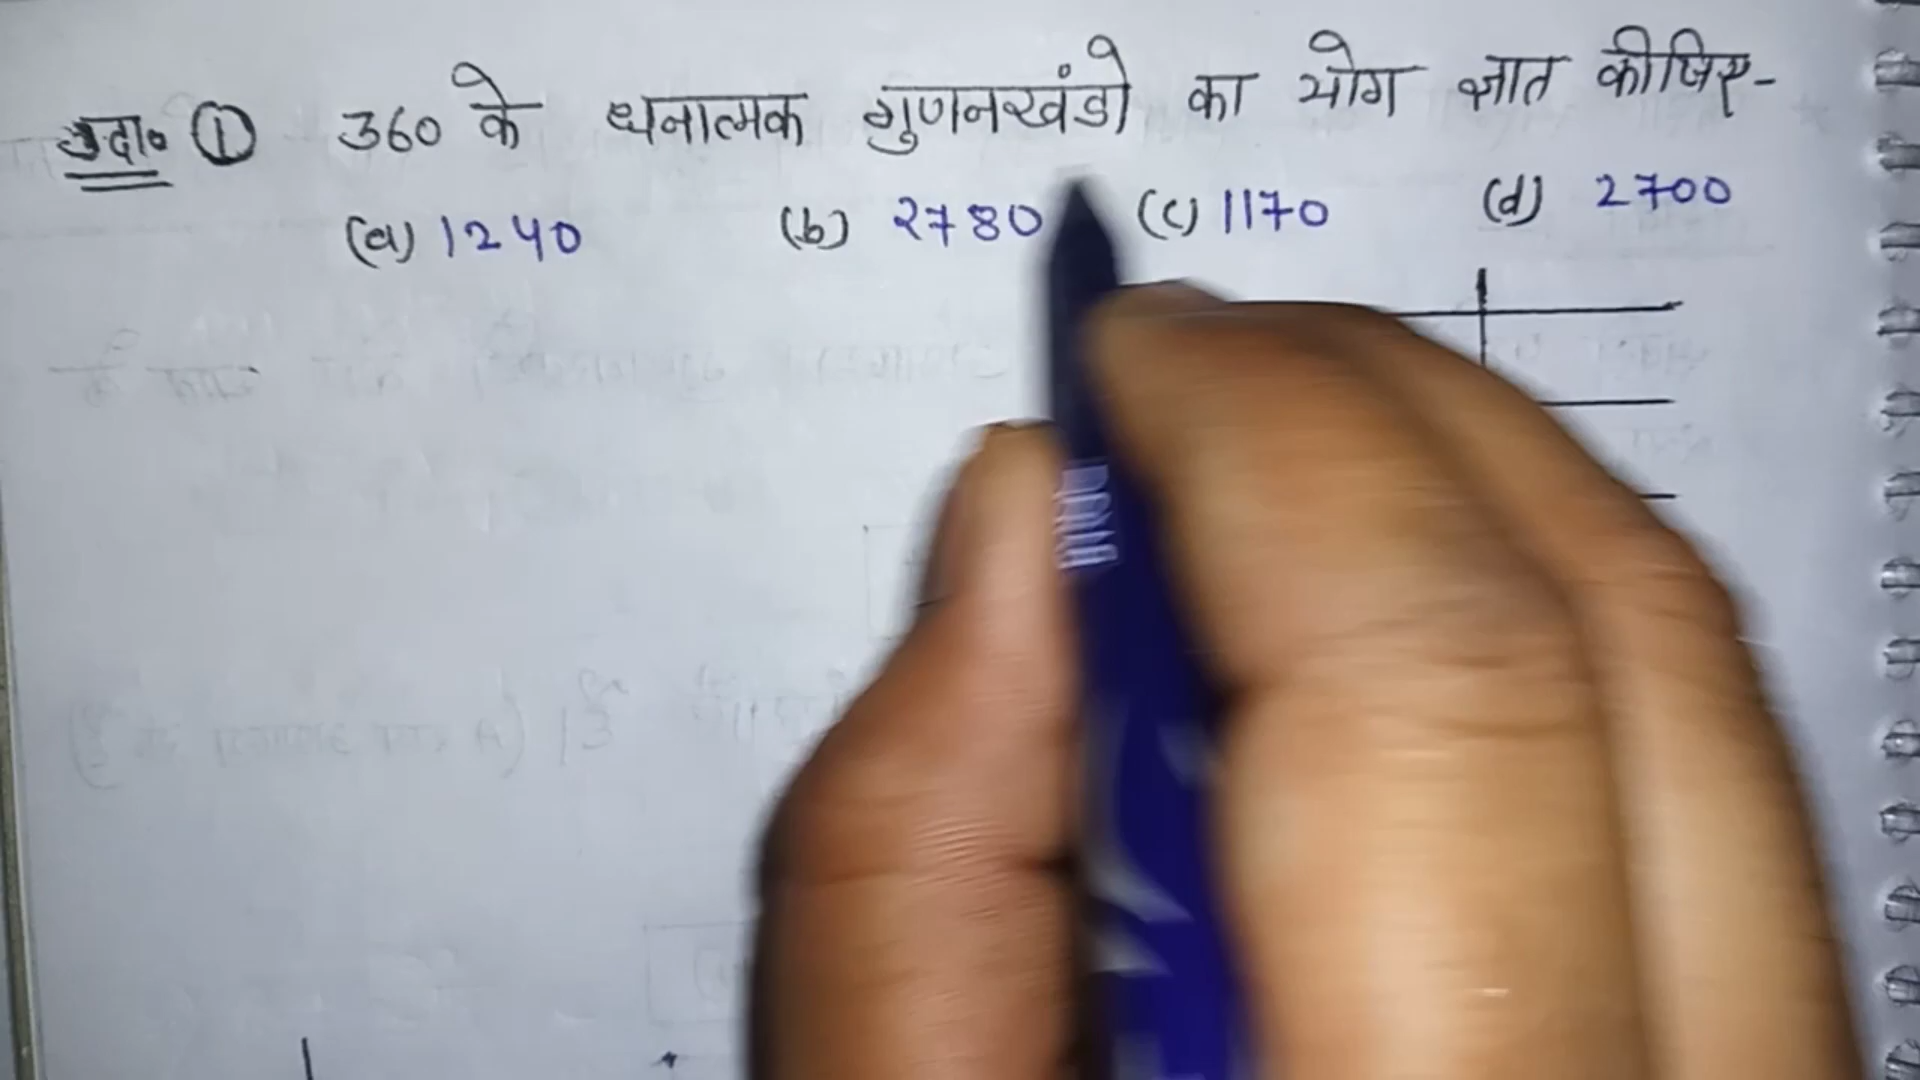 उदा० ① 360 के धनात्मक गुणनखंडो का योग ज्ञात कीजिए-
(a) 1240 (b) 2780 (c) 1170 (d) 2700